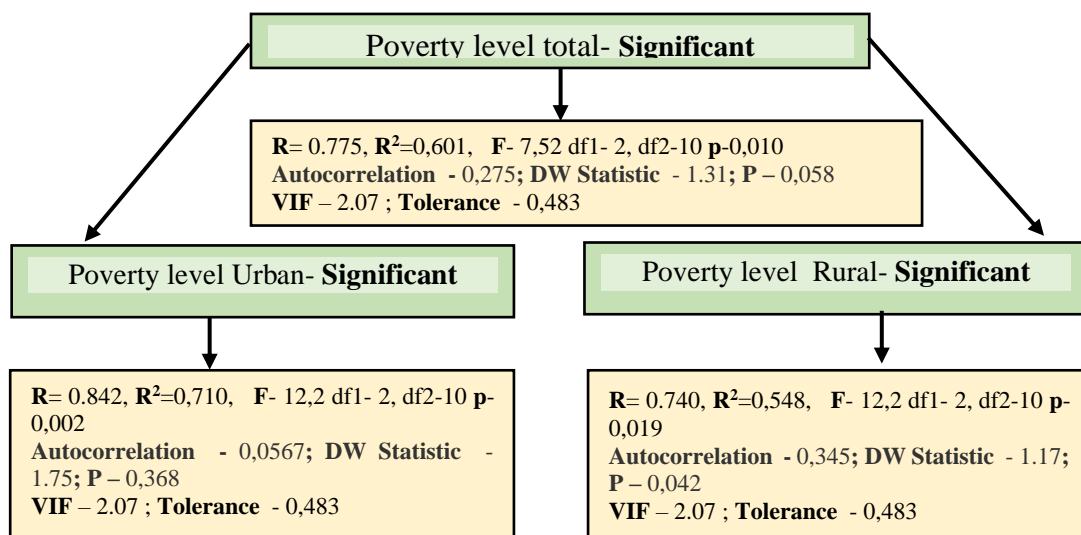 Poverty level total- Significant
R= 0.775, R²=0,601, F- 7,52 df1- 2, df2-10 p-0,010
Autocorrelation - 0,275; DW Statistic - 1.31; P – 0,058
VIF – 2.07 ; Tolerance - 0,483
Poverty level Urban- Significant
Poverty level Rural- Significant
R= 0.842, R²=0,710, F- 12,2 df1- 2, df2-10 p-
0,002
Autocorrelation - 0,0567; DW Statistic -
1.75; P – 0,368
VIF – 2.07 ; Tolerance - 0,483
R= 0.740, R²=0,548, F- 12,2 df1- 2, df2-10 p-
0,019
Autocorrelation - 0,345; DW Statistic - 1.17;
P – 0,042
VIF – 2.07 ; Tolerance - 0,483